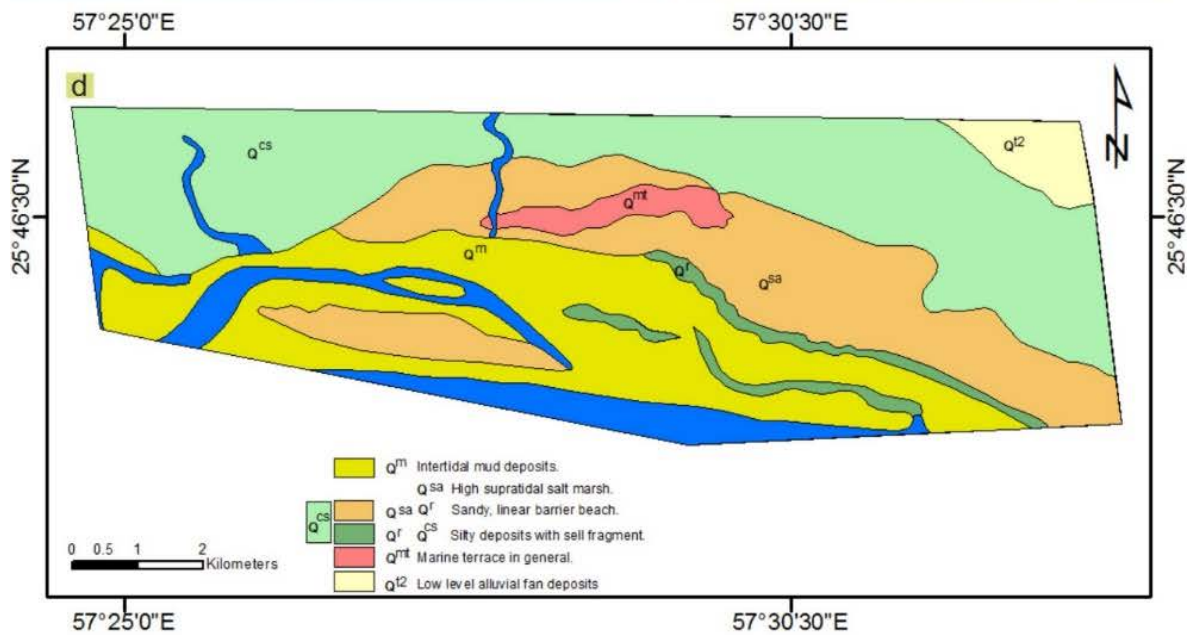 57°25'0"E 57°30'30"E
d
N
Q^t2
Q^cs
25°46'30"N 25°46'30"N
Q^mt
Q^m
Q^r
Q^sa
Q^m Intertidal mud deposits.
Q^sa High supratidal salt marsh.
Q^cs Q^sa Q^r Sandy, linear barrier beach.
Q^r Q^cs Silty deposits with sell fragment.
Q^mt Marine terrace in general.
Q^t2 Low level alluvial fan deposits
0 0.5 1 2
Kilometers
57°25'0"E 57°30'30"E